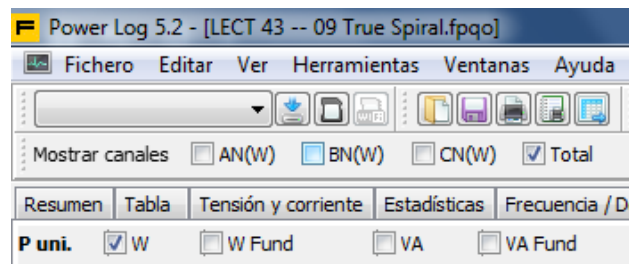 Power Log 5.2 - [LECT 43 -- 09 True Spiral.fpqo]
Fichero Editar Ver Herramientas Ventanas Ayuda
Mostrar canales AN(W) BN(W) CN(W) Total
Resumen Tabla Tensión y corriente Estadísticas Frecuencia / D
P uni. W W Fund VA VA Fund